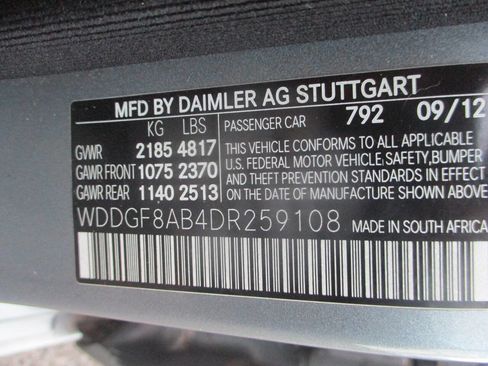 MFD BY DAIMLER AG STUTTGART
KG LBS PASSENGER CAR 792 09/12
GVWR 2185 4817 THIS VEHICLE CONFORMS TO ALL APPLICABLE
GAWR FRONT 1075 2370 U.S. FEDERAL MOTOR VEHICLE, SAFETY, BUMPER
GAWR REAR 1140 2513 AND THEFT PREVENTION STANDARDS IN EFFECT
ON THE DATE OF MANUFACTURE SHOWN ABOVE
WDDGF8AB4DR259108 MADE IN SOUTH AFRICA